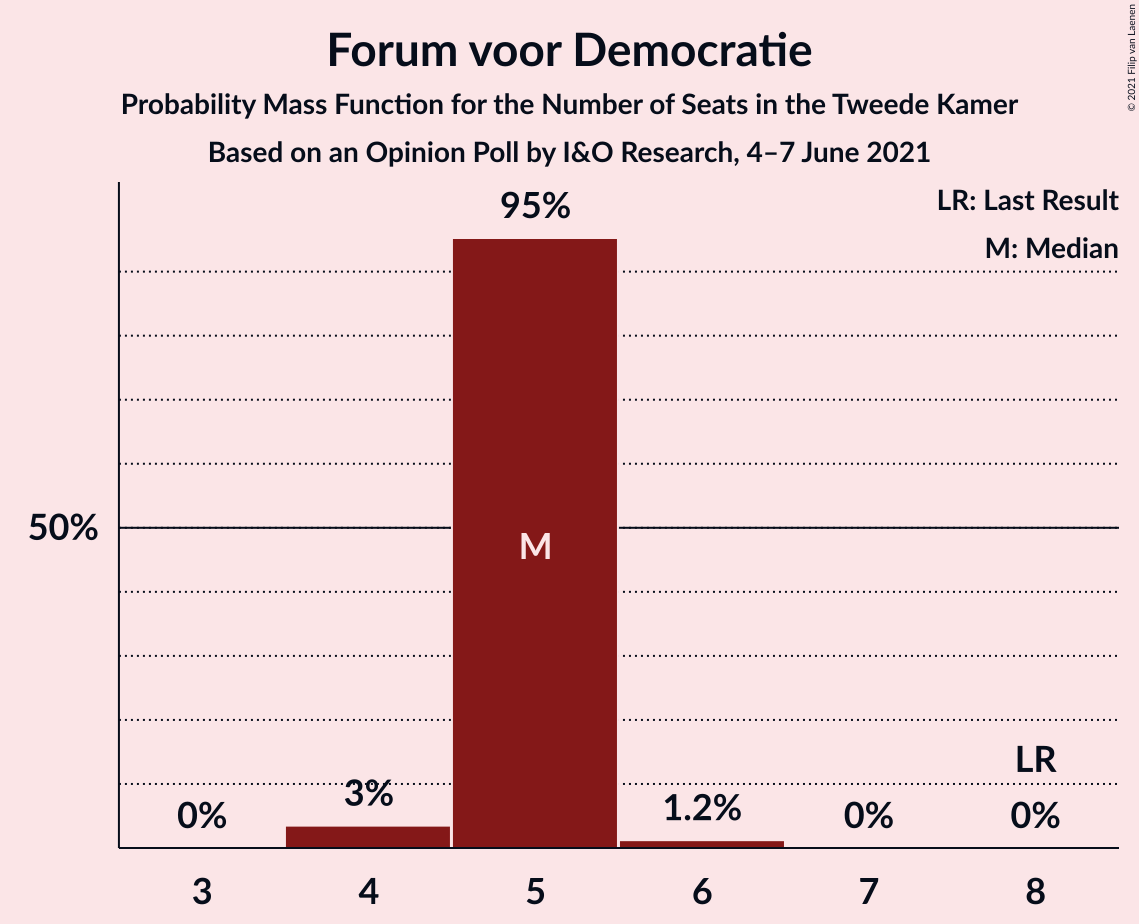 Forum voor Democratie
Probability Mass Function for the Number of Seats in the Tweede Kamer
Based on an Opinion Poll by I&O Research, 4–7 June 2021
© 2021 Filip van Laenen
LR: Last Result
M: Median
95%
50%
M
LR
0%
3%
1.2%
0%
0%
3
4
5
6
7
8